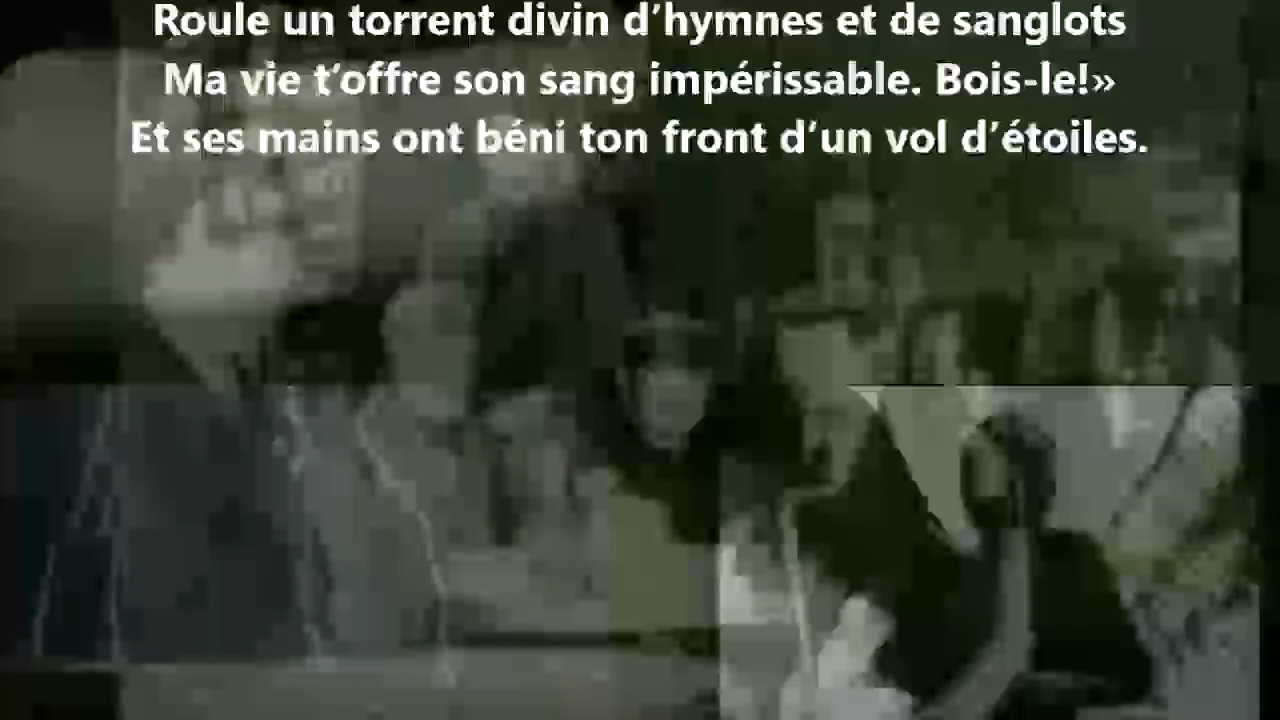 Roule un torrent divin d’hymnes et de sanglots
Ma vie t’offre son sang impérissable. Bois-le!»
Et ses mains ont béni ton front d’un vol d’étoiles.